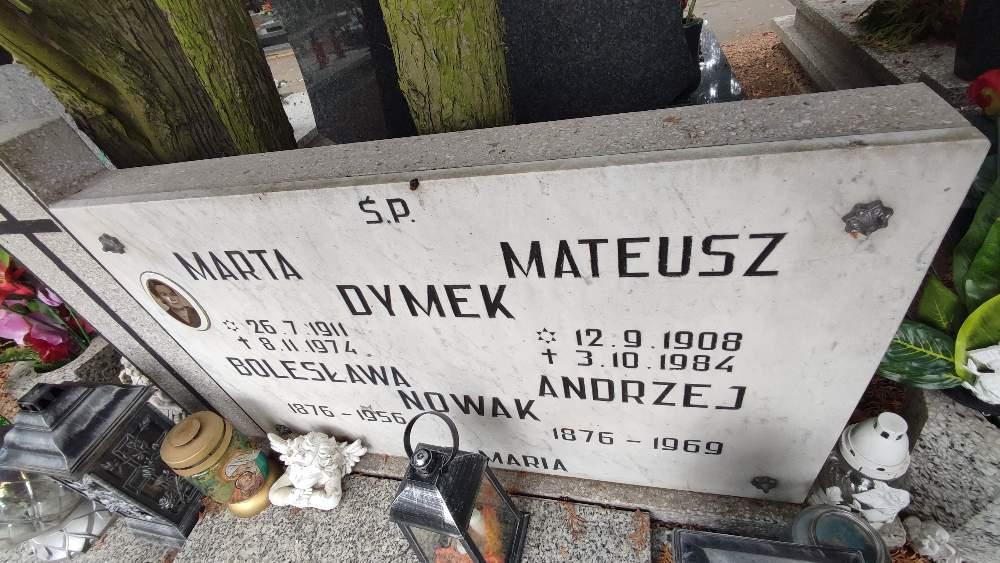 Ś.P.
MARTA MATEUSZ
DYMEK
✡ 26.7.1911 ✡ 12.9.1908
† 8.11.1974 † 3.10.1984
BOLESŁAWA ANDRZEJ
NOWAK
1876 - 1956 1876 - 1969
MARIA